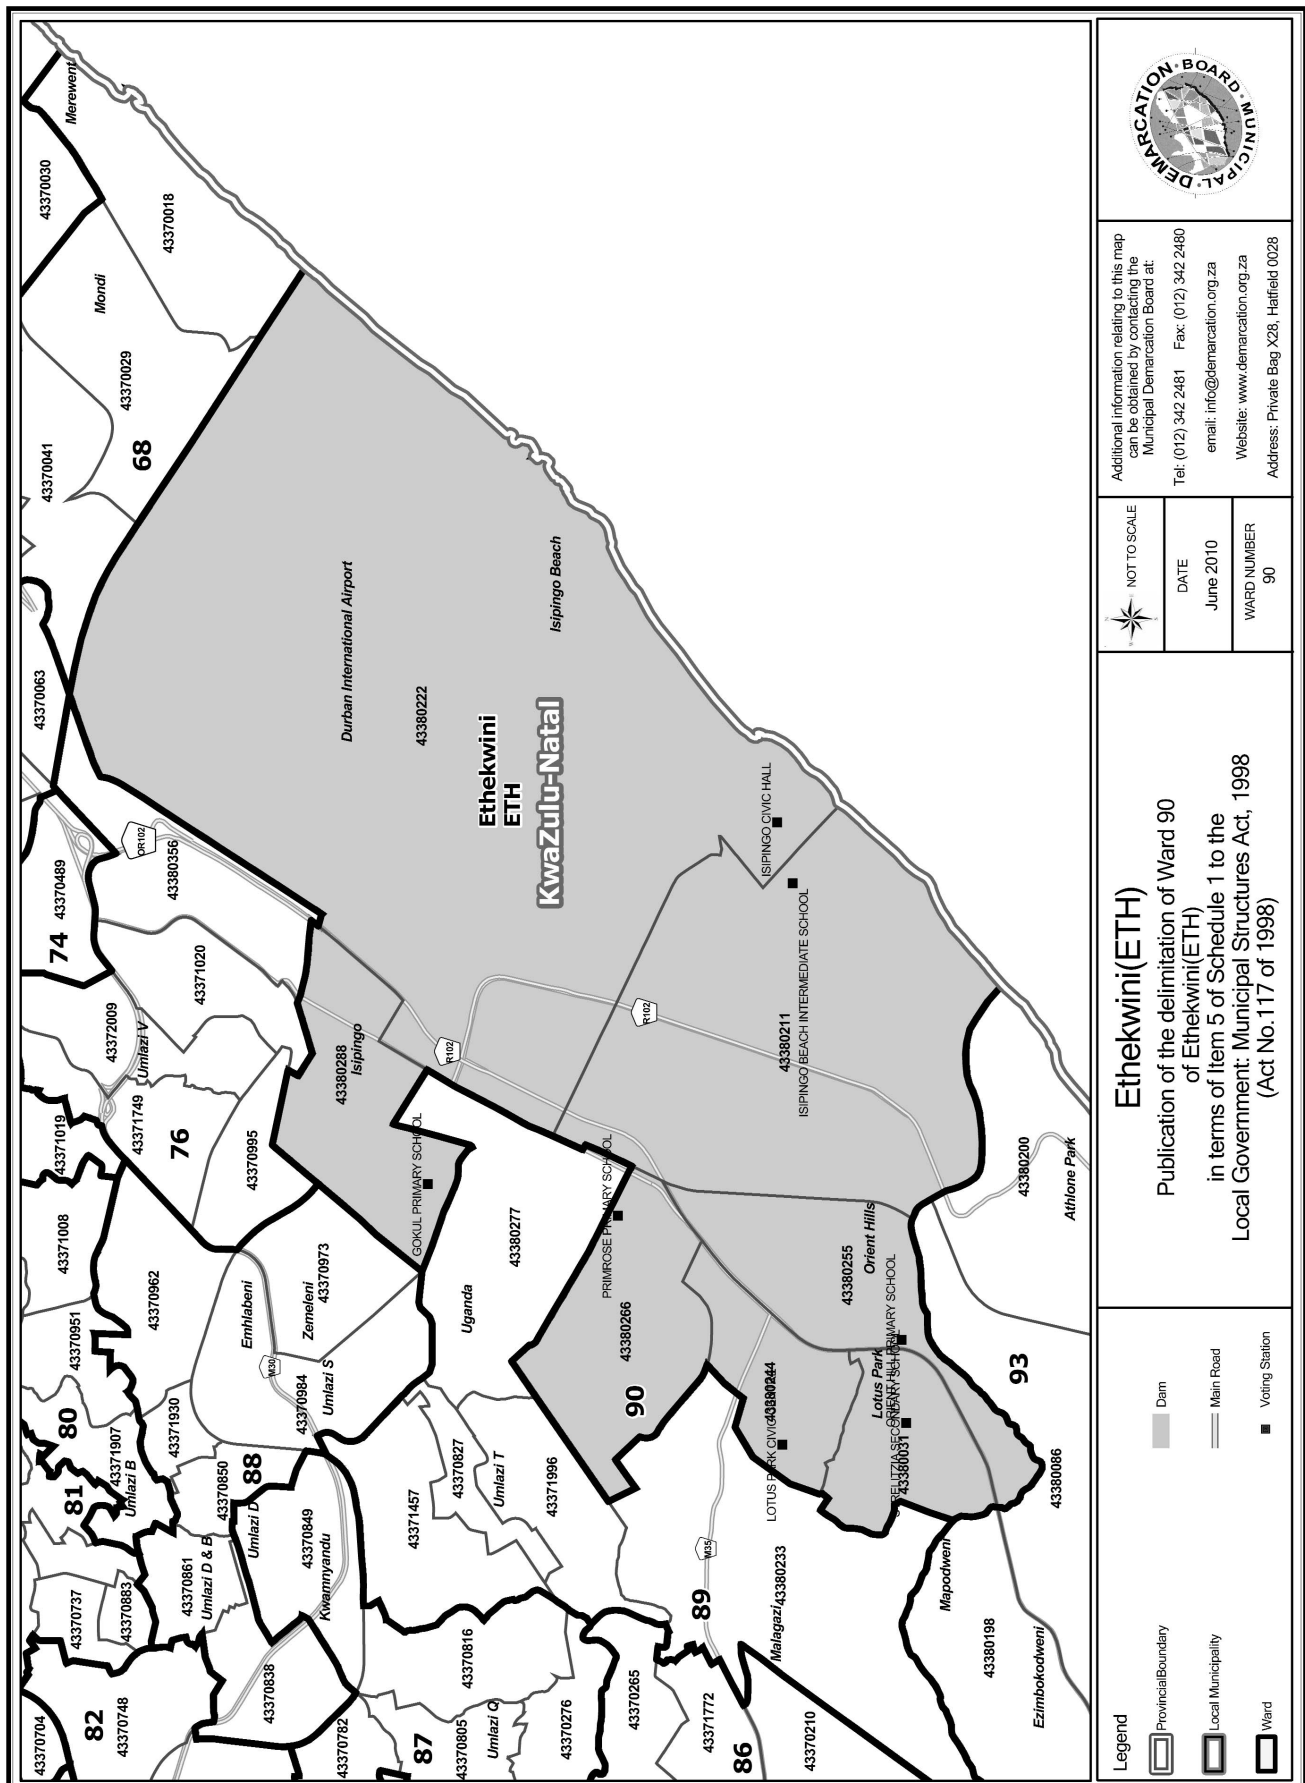 Merewent
43370030
43370018
Mondi
43370029
43370041
68
43370063
Durban International Airport
Isipingo Beach
43380222
Ethekwini
ETH
KwaZulu-Natal
74
43370489
OR102
43380356
43371020
43372009
Umlazi V
43371019
43371749
76
43370995
43380288
Isipingo
R102
R102
ISIPINGO CIVIC HALL
ISIPINGO BEACH INTERMEDIATE SCHOOL
43380211
GOKUL PRIMARY SCHOOL
PRIMROSE PRIMARY SCHOOL
43371008
43370962
43370951
80
Emhlabeni
Zemeleni
43370973
M30
43370984
Umlazi S
43380277
Uganda
43380266
90
43380255
Orient Hills
43380200
Athlone Park
93
43380086
ORIENT HILL PRIMARY SCHOOL
Lotus Park
43380031
43380244
LOTUS PARK CIVIC
81
43371907
Umlazi B
43371930
43370850
88
43370827
Umlazi T
43371996
43371457
43370861
Umlazi D & B
Umlazi D
43370849
Kwamnyandu
43370737
43370883
82
43370704
43370748
43370838
43370782
87
43370816
43370805
Umlazi Q
43370276
43370265
89
M35
Malagazi
43380233
43371772
86
43370210
Mapodweni
43380198
Ezimbokodweni
Legend
ProvincialBoundary
Local Municipality
Ward
Dam
Main Road
Voting Station
Ethekwini(ETH)
Publication of the delimitation of Ward 90
of Ethekwini(ETH)
in terms of Item 5 of Schedule 1 to the
Local Government: Municipal Structures Act, 1998
(Act No.117 of 1998)
NOT TO SCALE
DATE
June 2010
WARD NUMBER
90
Additional information relating to this map
can be obtained by contacting the
Municipal Demarcation Board at:
Tel: (012) 342 2481 Fax: (012) 342 2480
email: info@demarcation.org.za
Website: www.demarcation.org.za
Address: Private Bag X28, Hatfield 0028
MUNICIPAL DEMARCATION BOARD